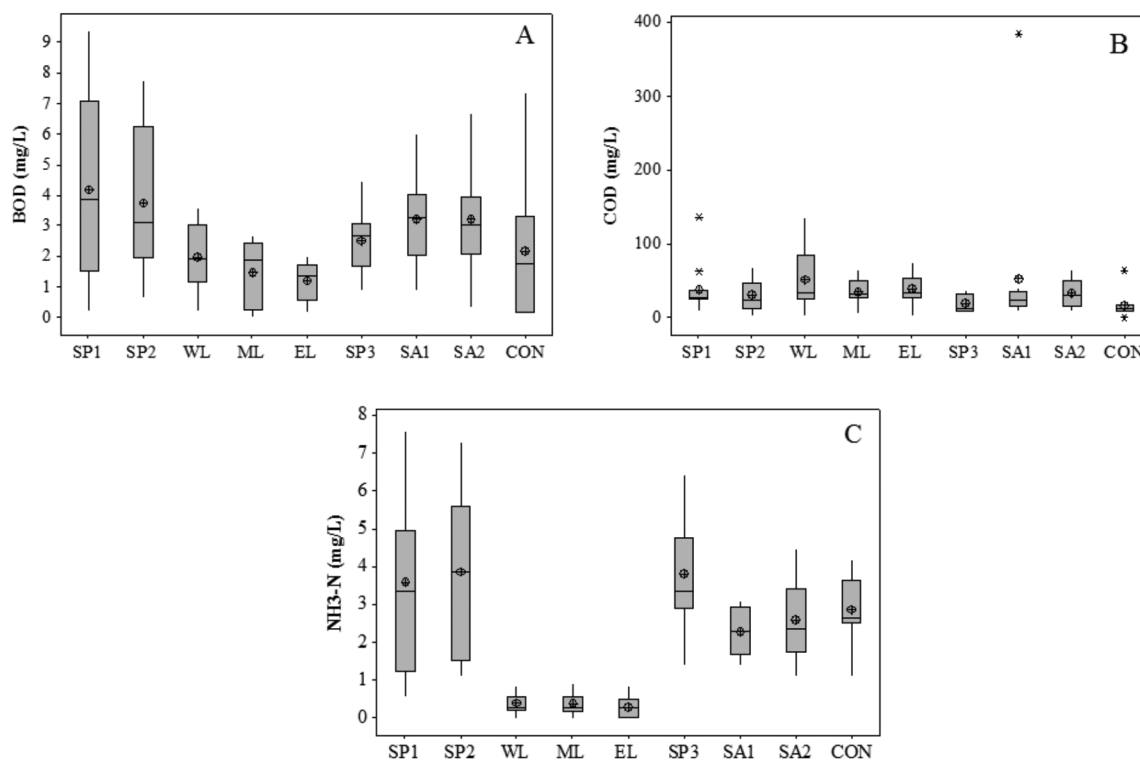 A
BOD (mg/L)
9
8
7
6
5
4
3
2
1
0
SP1 SP2 WL ML EL SP3 SA1 SA2 CON
B
COD (mg/L)
400
300
200
100
0
SP1 SP2 WL ML EL SP3 SA1 SA2 CON
C
NH3-N (mg/L)
8
7
6
5
4
3
2
1
0
SP1 SP2 WL ML EL SP3 SA1 SA2 CON